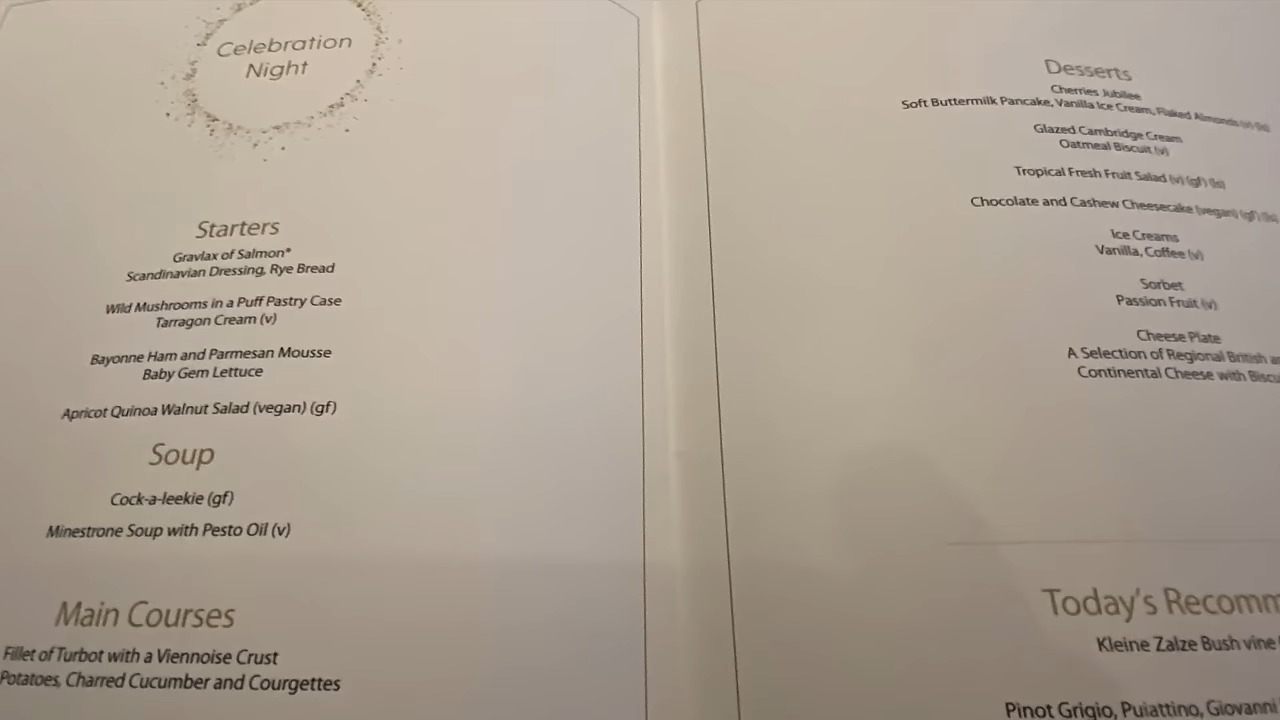 Celebration
Night
Starters
Gravlax of Salmon*
Scandinavian Dressing, Rye Bread
Wild Mushrooms in a Puff Pastry Case
Tarragon Cream (v)
Bayonne Ham and Parmesan Mousse
Baby Gem Lettuce
Apricot Quinoa Walnut Salad (vegan) (gf)
Soup
Cock-a-leekie (gf)
Minestrone Soup with Pesto Oil (v)
Main Courses
Fillet of Turbot with a Viennoise Crust
Potatoes, Charred Cucumber and Courgettes
Desserts
Cherries Jubilee
Soft Buttermilk Pancake, Vanilla Ice Cream, Flaked Almonds (v) (ls)
Glazed Cambridge Cream
Oatmeal Biscuit (v)
Tropical Fresh Fruit Salad (v) (gf) (ls)
Chocolate and Cashew Cheesecake (vegan) (gf) (ls)
Ice Creams
Vanilla, Coffee (v)
Sorbet
Passion Fruit (v)
Cheese Plate
A Selection of Regional British
Continental Cheese with
Today's
Kleine Zalze Bush vine
Pinot Grigio, Puiattino, Giovanni